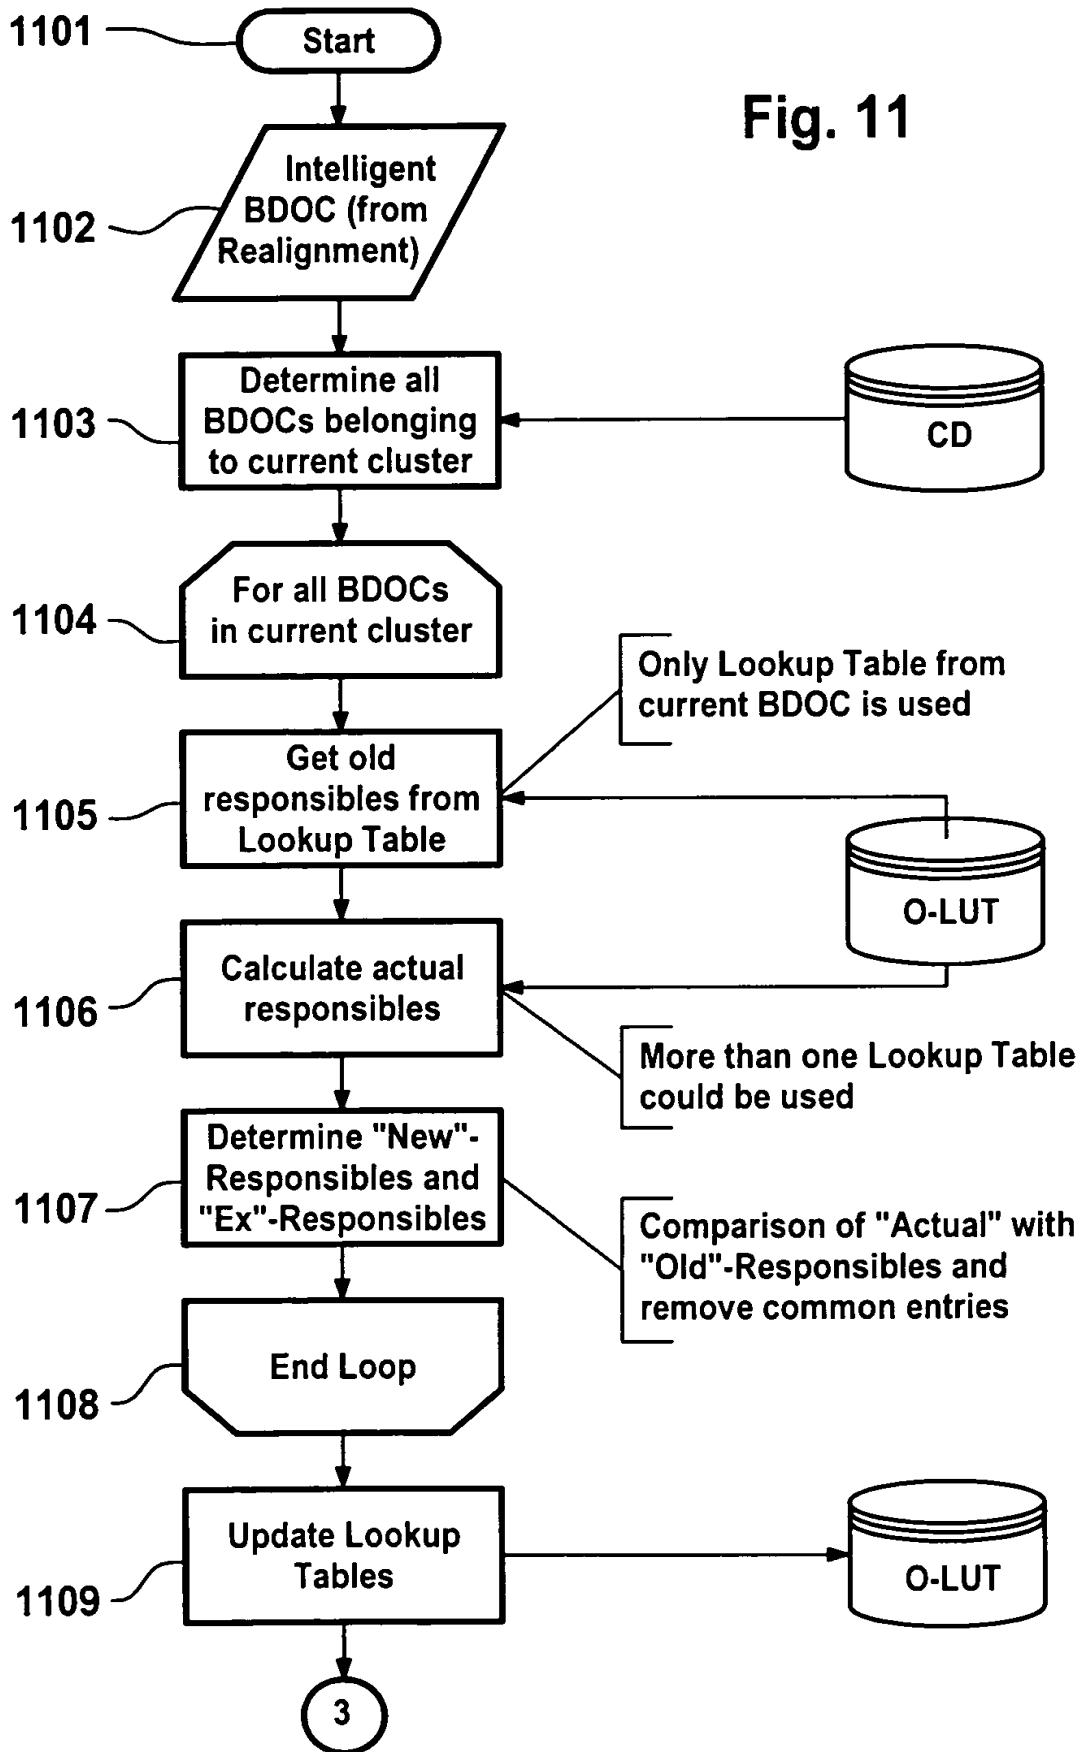 1101
Start
Fig. 11
1102
Intelligent
BDOC (from
Realignment)
1103
Determine all
BDOCs belonging
to current cluster
CD
1104
For all BDOCs
in current cluster
Only Lookup Table from
current BDOC is used
1105
Get old
responsibles from
Lookup Table
O-LUT
1106
Calculate actual
responsibles
More than one Lookup Table
could be used
1107
Determine "New"-
Responsibles and
"Ex"-Responsibles
Comparison of "Actual" with
"Old"-Responsibles and
remove common entries
1108
End Loop
1109
Update Lookup
Tables
O-LUT
3